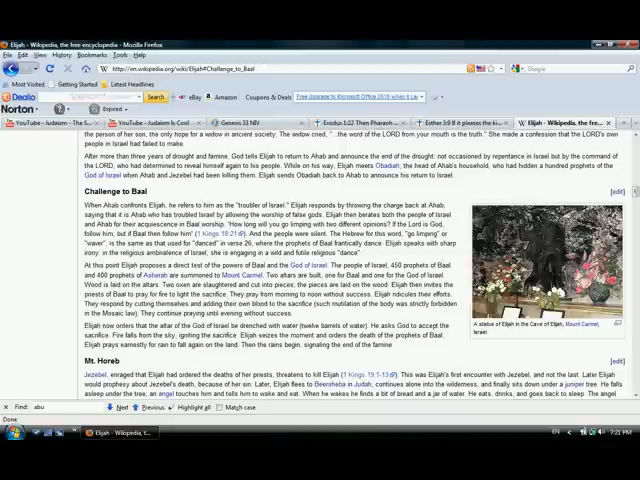 Elijah - Wikipedia, the free encyclopedia - Mozilla Firefox
File Edit View History Bookmarks Tools Help
http://en.wikipedia.org/wiki/Elijah#Challenge_to_Baal
Google
Most Visited Getting Started Latest Headlines
Dealio Search eBay Amazon Coupons & Deals Free Upgrade to Microsoft Office 2010 when it La
Norton Expired
YouTube - Judaism - The S... YouTube - Judaism Is Cool Genesis 33 NIV Exodus 1:22 Then Pharaoh ... Esther 3:9 If it pleases the ki... Elijah - Wikipedia, the fre...
the person of her son, the only hope for a widow in ancient society. The widow cried, "...the word of the LORD from your mouth is the truth." She made a confession that the LORD's own
people in Israel had failed to make.
After more than three years of drought and famine, God tells Elijah to return to Ahab and announce the end of the drought: not occasioned by repentance in Israel but by the command of
the LORD, who had determined to reveal himself again to his people. While on his way, Elijah meets Obadiah, the head of Ahab's household, who had hidden a hundred prophets of the
God of Israel when Ahab and Jezebel had been killing them. Elijah sends Obadiah back to Ahab to announce his return to Israel.
Challenge to Baal [edit]
When Ahab confronts Elijah, he refers to him as the "troubler of Israel." Elijah responds by throwing the charge back at Ahab,
saying that it is Ahab who has troubled Israel by allowing the worship of false gods. Elijah then berates both the people of Israel
and Ahab for their acquiescence in Baal worship. "How long will you go limping with two different opinions? If the Lord is God,
follow him; but if Baal then follow him" (1 Kings 18:21). And the people were silent. The Hebrew for this word, "go limping" or
"waver", is the same as that used for "danced" in verse 26, where the prophets of Baal frantically dance. Elijah speaks with sharp
irony: in the religious ambivalence of Israel, she is engaging in a wild and futile religious "dance"
At this point Elijah proposes a direct test of the powers of Baal and the God of Israel. The people of Israel, 450 prophets of Baal,
and 400 prophets of Asherah are summoned to Mount Carmel. Two altars are built, one for Baal and one for the God of Israel.
Wood is laid on the altars. Two oxen are slaughtered and cut into pieces; the pieces are laid on the wood. Elijah then invites the
priests of Baal to pray for fire to light the sacrifice. They pray from morning to noon without success. Elijah ridicules their efforts.
They respond by cutting themselves and adding their own blood to the sacrifice (such mutilation of the body was strictly forbidden
in the Mosaic law). They continue praying until evening without success.
Elijah now orders that the altar of the God of Israel be drenched with water (twelve barrels of water). He asks God to accept the
sacrifice. Fire falls from the sky, igniting the sacrifice. Elijah seizes the moment and orders the death of the prophets of Baal.
Elijah prays earnestly for rain to fall again on the land. Then the rains begin, signaling the end of the famine
A statue of Elijah in the Cave of Elijah, Mount Carmel,
Israel.
Mt. Horeb [edit]
Jezebel, enraged that Elijah had ordered the deaths of her priests, threatens to kill Elijah (1 Kings 19:1-13). This was Elijah's first encounter with Jezebel, and not the last. Later Elijah
would prophesy about Jezebel's death, because of her sin. Later, Elijah flees to Beersheba in Judah, continues alone into the wilderness, and finally sits down under a juniper tree. He falls
asleep under the tree; an angel touches him and tells him to wake and eat. When he wakes he finds a bread and a jar of water. He eats, drinks, and goes back to sleep. The angel
Find: abu Next Previous Highlight all Match case
Done
Elijah - Wikipedia, t... EN 7:21 PM